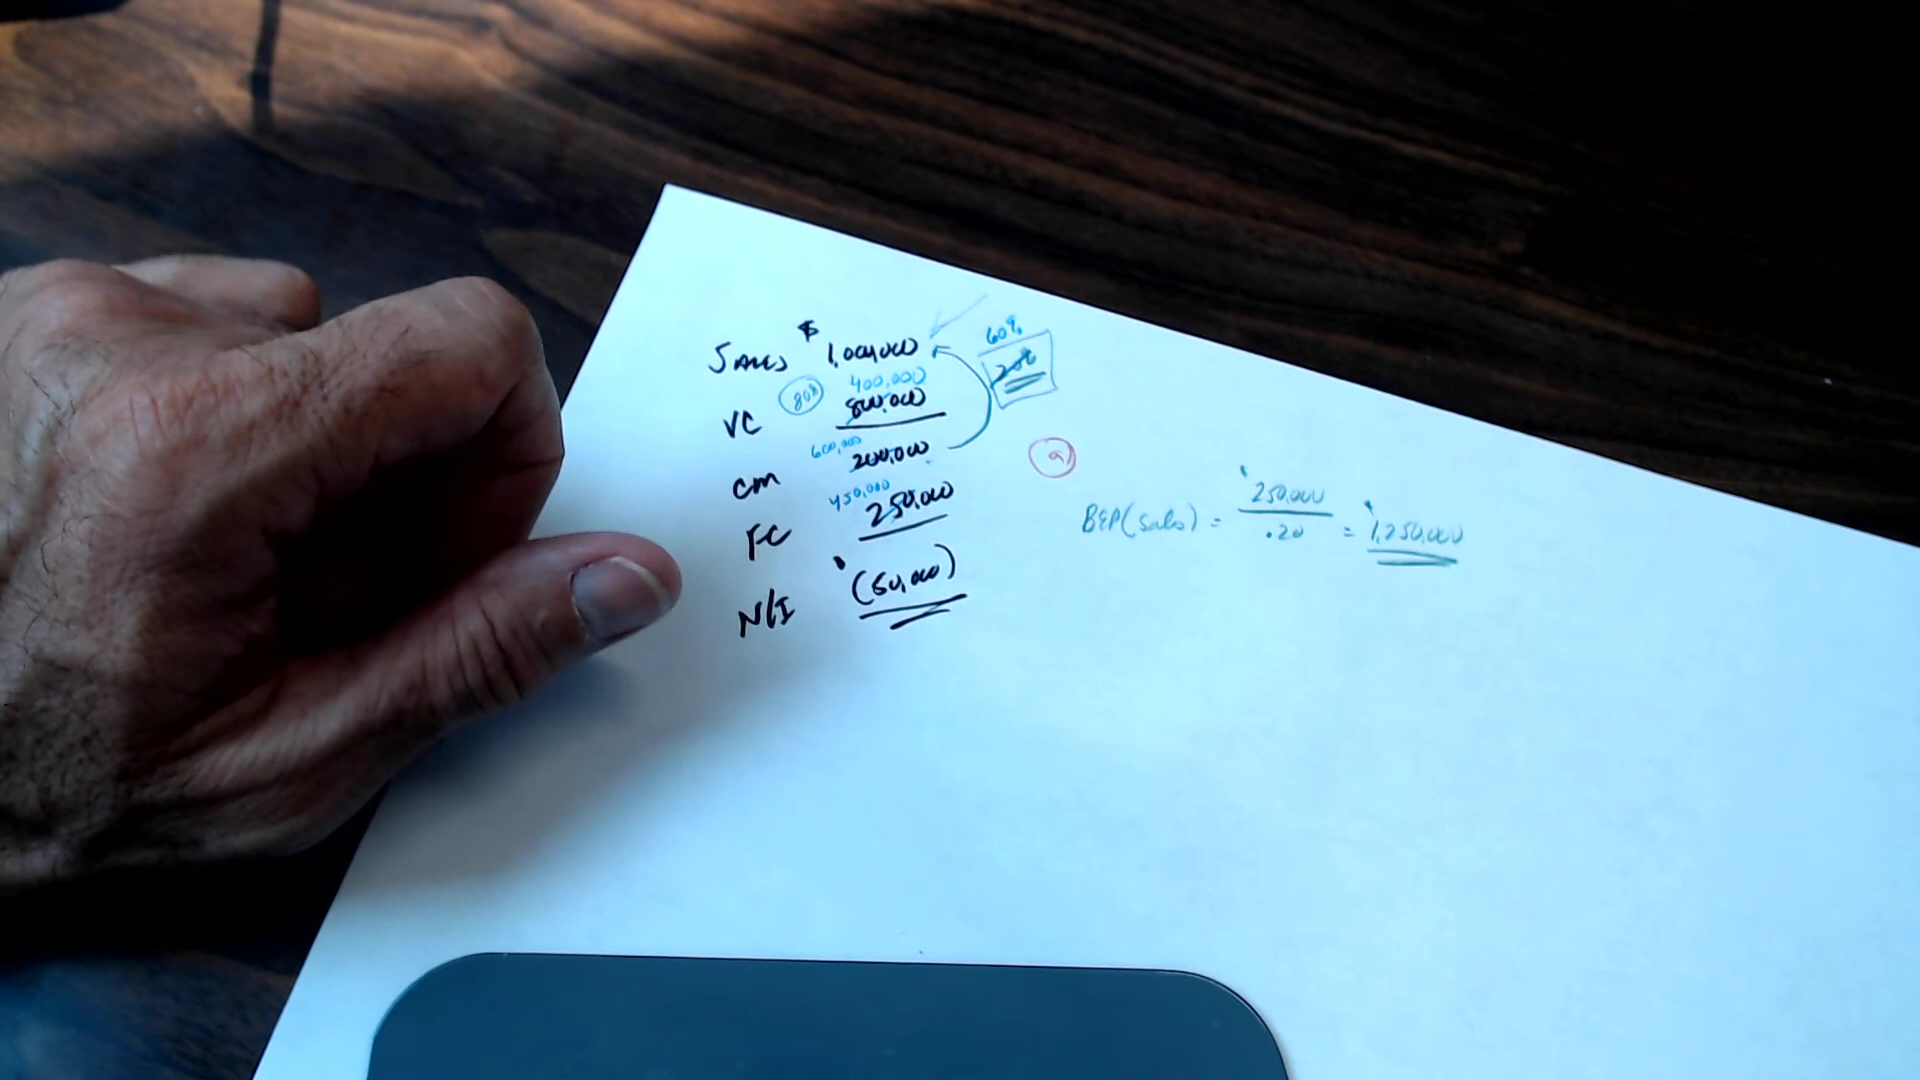 60%
Sales $ 1,000,000
20%
400,000
VC 80% 800,000
600,000
CM 200,000
a)
450,000
FC 250,000
BEP(sales) = 250,000 / .20 = 1,250,000
N/I (50,000)